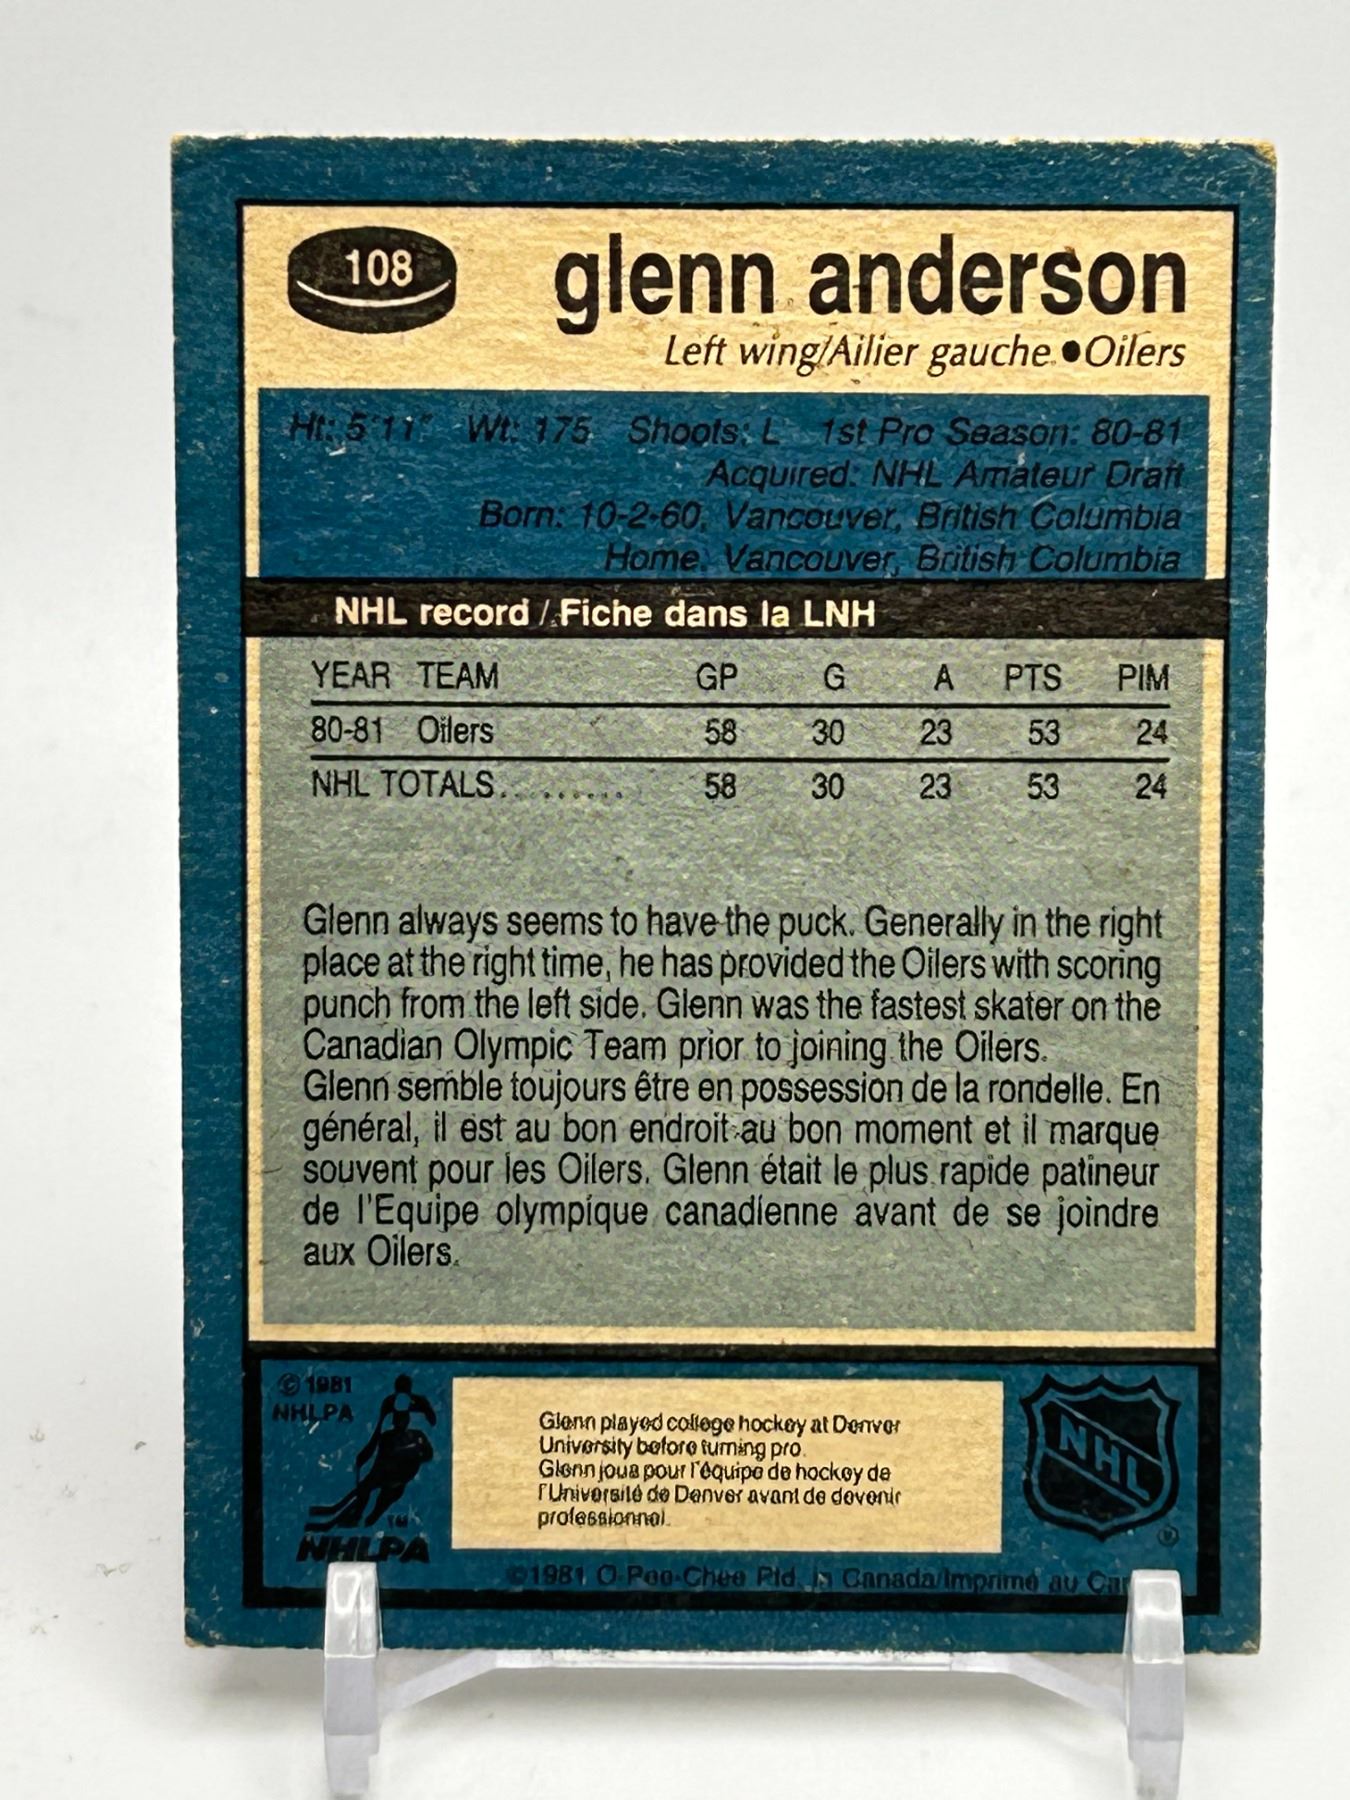 108
glenn anderson
Left wing/Ailier gauche • Oilers
Ht: 5'11" Wt: 175 Shoots: L 1st Pro Season: 80-81
Acquired: NHL Amateur Draft
Born: 10-2-60, Vancouver, British Columbia
Home: Vancouver, British Columbia
NHL record / Fiche dans la LNH
YEAR TEAM GP G A PTS PIM
80-81 Oilers 58 30 23 53 24
NHL TOTALS......... 58 30 23 53 24
Glenn always seems to have the puck. Generally in the right
place at the right time, he has provided the Oilers with scoring
punch from the left side. Glenn was the fastest skater on the
Canadian Olympic Team prior to joining the Oilers.
Glenn semble toujours être en possession de la rondelle. En
général, il est au bon endroit au bon moment et il marque
souvent pour les Oilers. Glenn était le plus rapide patineur
de l'Equipe olympique canadienne avant de se joindre
aux Oilers.
© 1981
NHLPA
TM
NHLPA
Glenn played college hockey at Denver
University before turning pro.
Glenn joua pour l'équipe de hockey de
l'Université de Denver avant de devenir
professionnel.
NHL
®
©1981 O-Pee-Chee Ptd. in Canada/Imprimé au